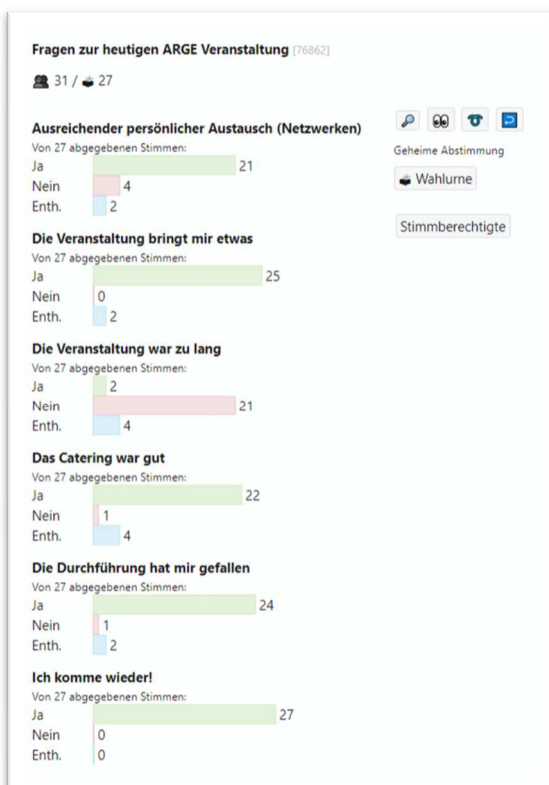 Fragen zur heutigen ARGE Veranstaltung [76862]
31 / 27
Ausreichender persönlicher Austausch (Netzwerken)
Von 27 abgegebenen Stimmen:
Ja 21
Nein 4
Enth. 2
Geheime Abstimmung
Wahlurne
Stimmberechtigte
Die Veranstaltung bringt mir etwas
Von 27 abgegebenen Stimmen:
Ja 25
Nein 0
Enth. 2
Die Veranstaltung war zu lang
Von 27 abgegebenen Stimmen:
Ja 2
Nein 21
Enth. 4
Das Catering war gut
Von 27 abgegebenen Stimmen:
Ja 22
Nein 1
Enth. 4
Die Durchführung hat mir gefallen
Von 27 abgegebenen Stimmen:
Ja 24
Nein 1
Enth. 2
Ich komme wieder!
Von 27 abgegebenen Stimmen:
Ja 27
Nein 0
Enth. 0